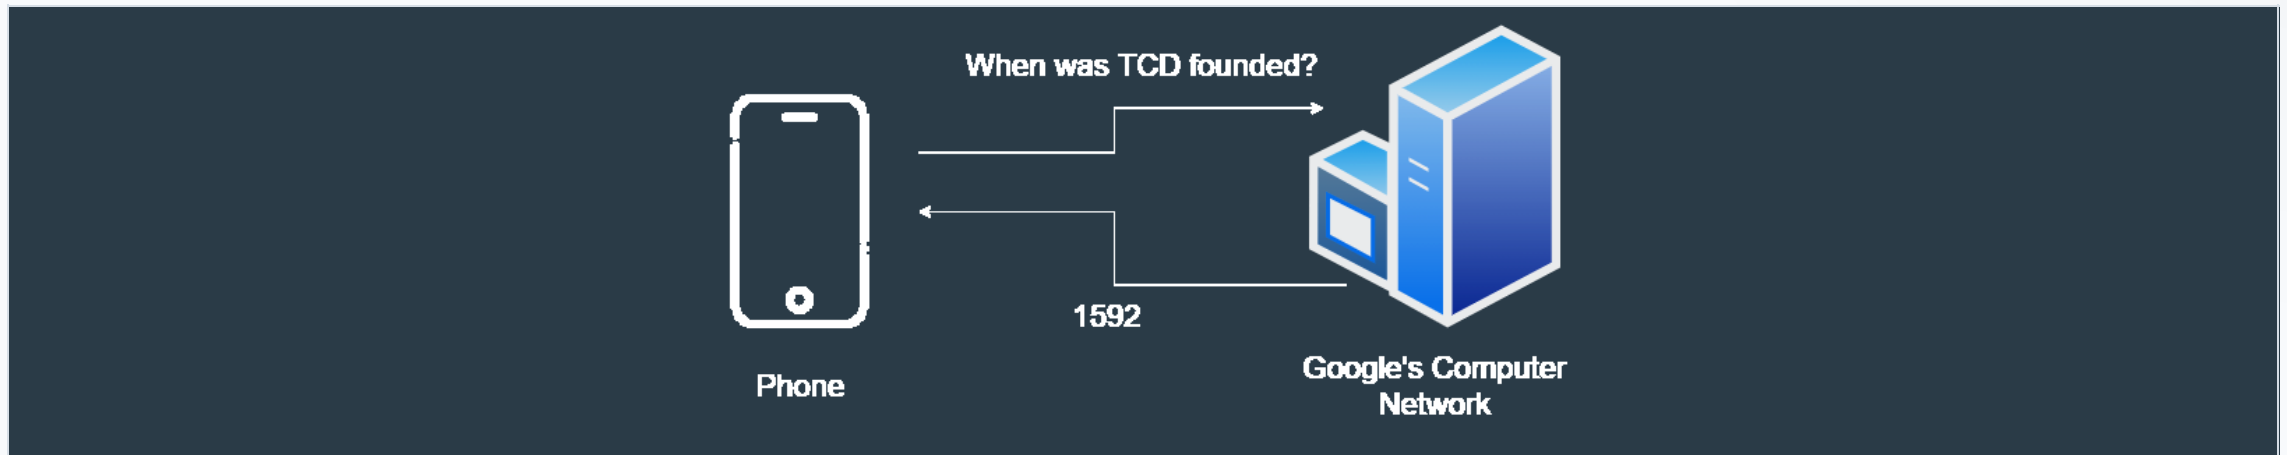 When was TCD founded?
1592
Phone
Google's Computer
Network